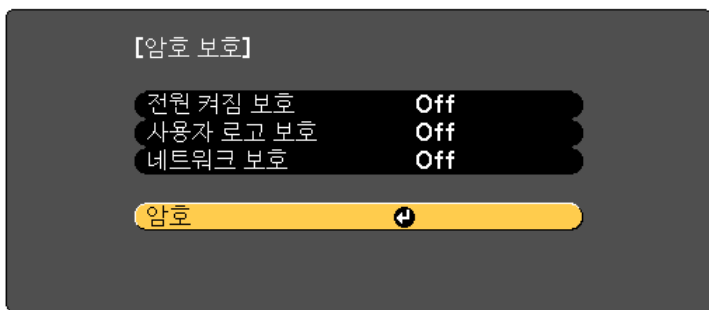 [암호 보호]
전원 켜짐 보호 Off
사용자 로고 보호 Off
네트워크 보호 Off
암호